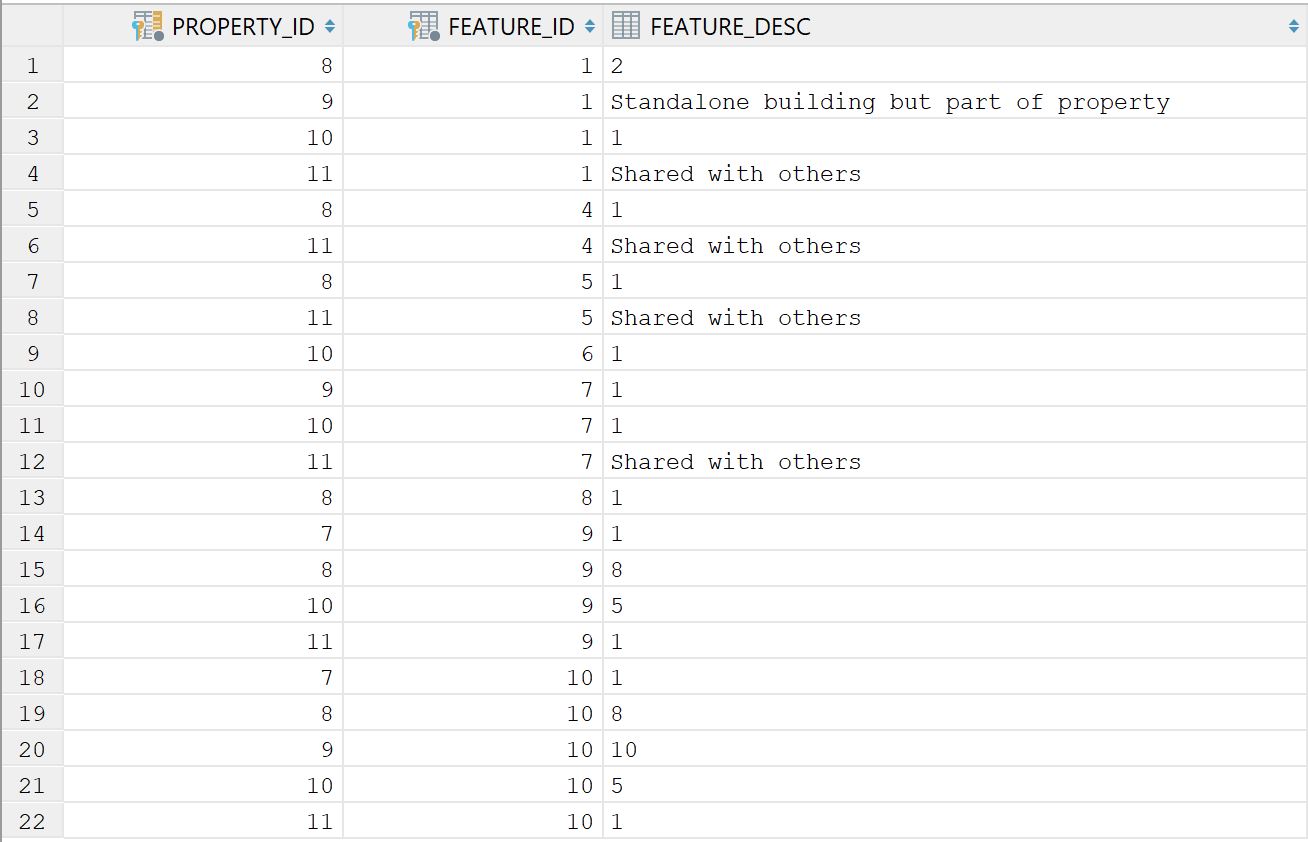 PROPERTY_ID FEATURE_ID FEATURE_DESC
1 8 1 2
2 9 1 Standalone building but part of property
3 10 1 1
4 11 1 Shared with others
5 8 4 1
6 11 4 Shared with others
7 8 5 1
8 11 5 Shared with others
9 10 6 1
10 9 7 1
11 10 7 1
12 11 7 Shared with others
13 8 8 1
14 7 9 1
15 8 9 8
16 10 9 5
17 11 9 1
18 7 10 1
19 8 10 8
20 9 10 10
21 10 10 5
22 11 10 1